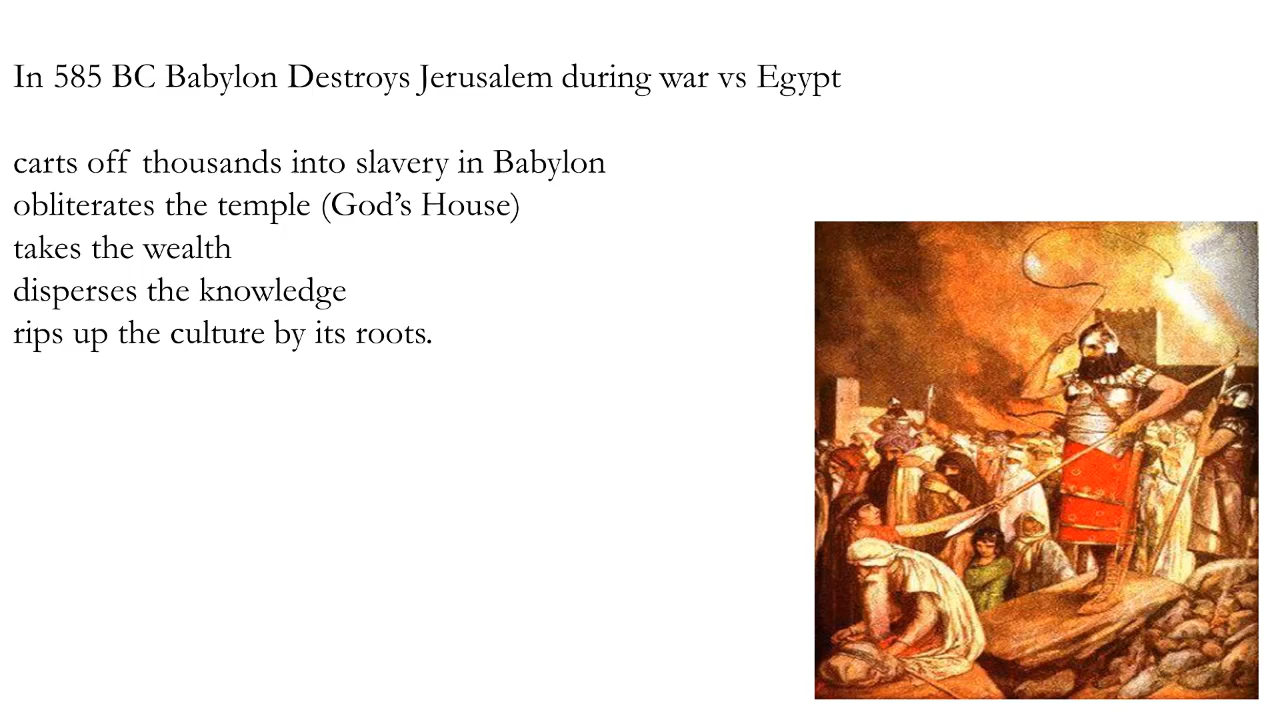 In 585 BC Babylon Destroys Jerusalem during war vs Egypt
carts off thousands into slavery in Babylon
obliterates the temple (God’s House)
takes the wealth
disperses the knowledge
rips up the culture by its roots.